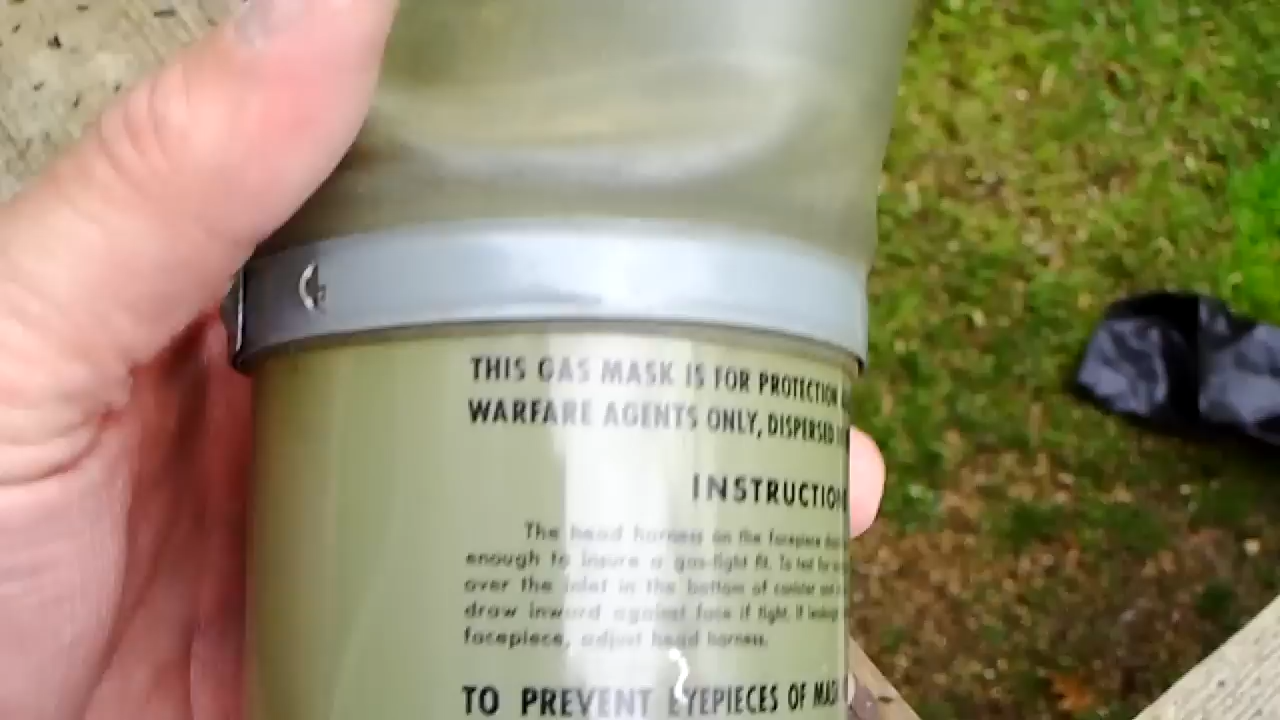 THIS GAS MASK IS FOR PROTECTION
WARFARE AGENTS ONLY, DISPERSED
INSTRUCTION
The head harness on the facepiece
enough to insure a gas-tight fit. To test for
over the inlet in the bottom of canister and
draw inward against face if tight. If leakage
facepiece, adjust head harness.
TO PREVENT EYEPIECES OF MASK